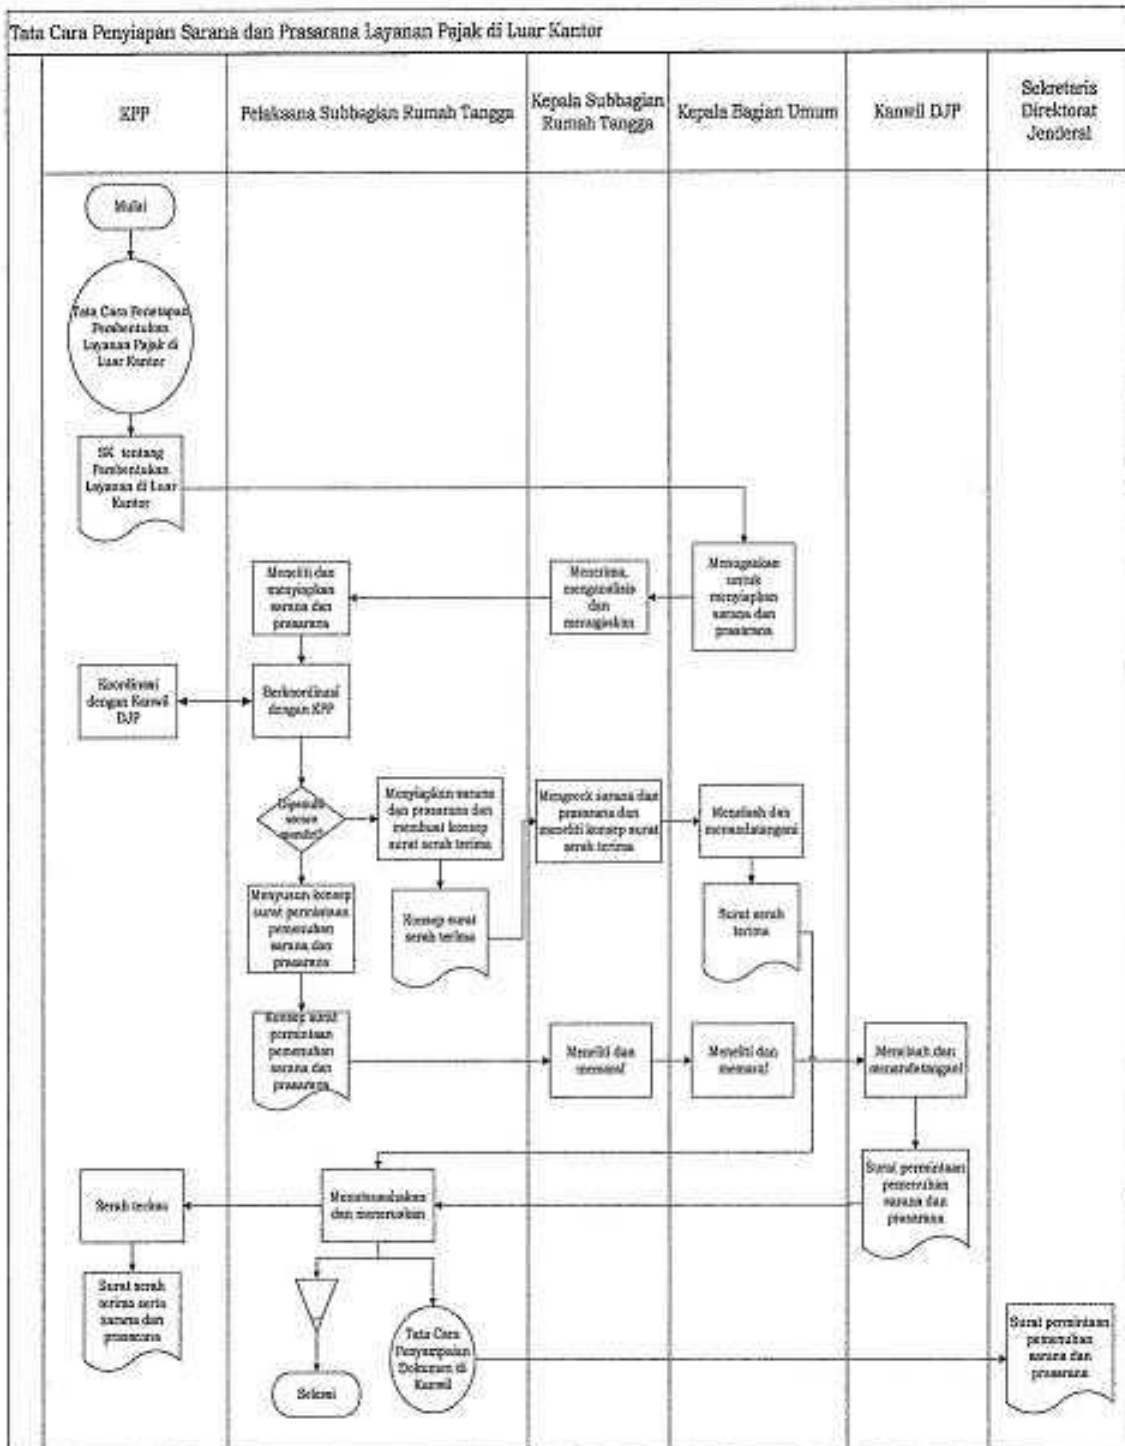 Tata Cara Penyiapan Sarana dan Prasarana Layanan Pajak di Luar Kantor
KPP
Pelaksana Subbagian Rumah Tangga
Kepala Subbagian
Rumah Tangga
Kepala Bagian Umum
Kanwil DJP
Sekretaris
Direktorat
Jenderal
Mulai
Tata Cara Penetapan
Pembentukan
Layanan Pajak di
Luar Kantor
SK tentang
Pembentukan
Layanan di Luar
Kantor
Meneliti dan
menyiapkan
sarana dan
prasarana
Menerima,
menganalisis
dan
menugaskan
Menugaskan
untuk
menyiapkan
sarana dan
prasarana
Koordinasi
dengan Kanwil
DJP
Berkoordinasi
dengan KPP
Dipenuhi
secara
mandiri?
Menyiapkan sarana
dan prasarana dan
membuat konsep
surat serah terima
Mengecek sarana dan
prasarana dan
meneliti konsep surat
serah terima
Menelaah dan
menandatangani
Menyusun konsep
surat permintaan
pemenuhan
sarana dan
prasarana
Konsep surat
serah terima
Surat serah
terima
Konsep surat
permintaan
pemenuhan
sarana dan
prasarana
Meneliti dan
memaraf
Meneliti dan
memaraf
Menelaah dan
menandatangani
Serah terima
Menatausahakan
dan meneruskan
Surat permintaan
pemenuhan
sarana dan
prasarana
Surat serah
terima serta
sarana dan
prasarana
Tata Cara
Penyampaian
Dokumen di
Kanwil
Surat permintaan
pemenuhan
sarana dan
prasarana
Selesai